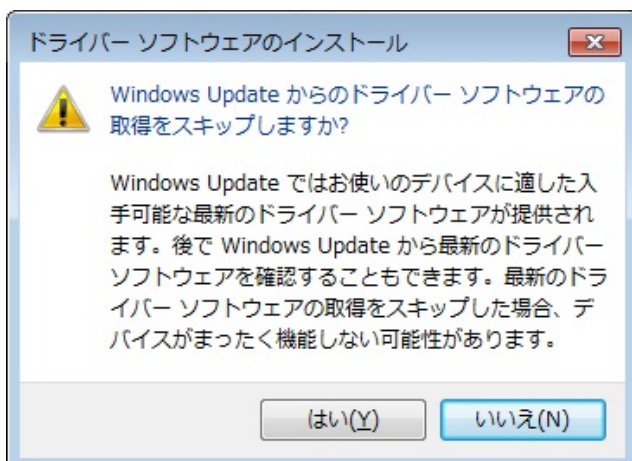 ドライバー ソフトウェアのインストール
Windows Update からのドライバー ソフトウェアの
取得をスキップしますか?
Windows Update ではお使いのデバイスに適した入
手可能な最新のドライバー ソフトウェアが提供され
ます。後で Windows Update から最新のドライバー
ソフトウェアを確認することもできます。最新のドラ
イバー ソフトウェアの取得をスキップした場合、デ
バイスがまったく機能しない可能性があります。
はい(Y) いいえ(N)